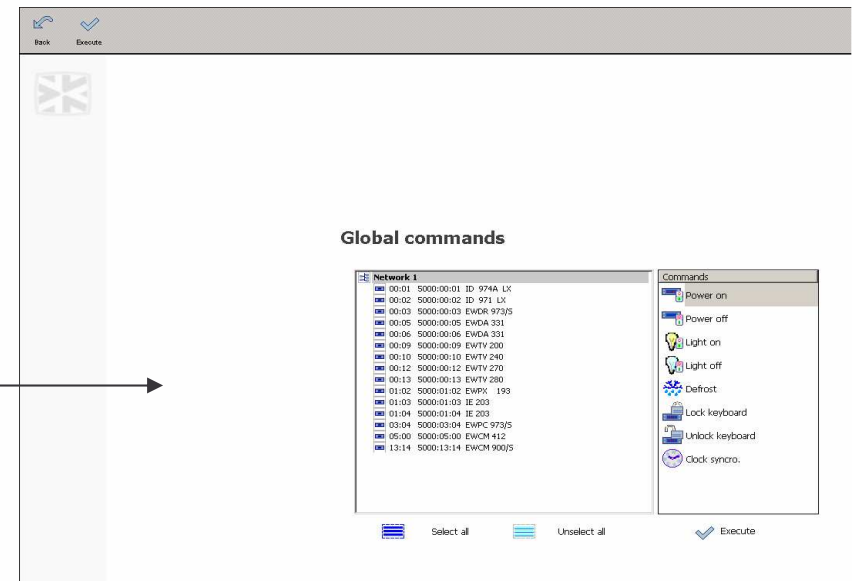 Back Execute
Global commands
Network 1
00:01 5000:00:01 ID 974A LX
00:02 5000:00:02 ID 971 LX
00:03 5000:00:03 EWDR 973/S
00:05 5000:00:05 EWDA 331
00:06 5000:00:06 EWDA 331
00:09 5000:00:09 EWTV 200
00:10 5000:00:10 EWTV 240
00:12 5000:00:12 EWTV 270
00:13 5000:00:13 EWTV 280
01:02 5000:01:02 EWPX 193
01:03 5000:01:03 IE 203
01:04 5000:01:04 IE 203
03:04 5000:03:04 EWPC 973/S
05:00 5000:05:00 EWCM 412
13:14 5000:13:14 EWCM 900/S
Commands
Power on
Power off
Light on
Light off
Defrost
Lock keyboard
Unlock keyboard
Clock syncro.
Select all Unselect all Execute